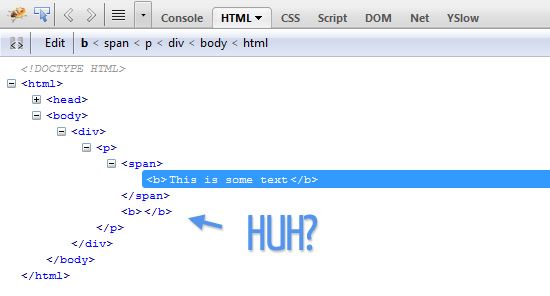 Console HTML CSS Script DOM Net YSlow
Edit b < span < p < div < body < html
<!DOCTYPE HTML>
<html>
<head>
<body>
<div>
<p>
<span>
<b>This is some text</b>
</span>
<b></b>
HUH?
</p>
</div>
</body>
</html>